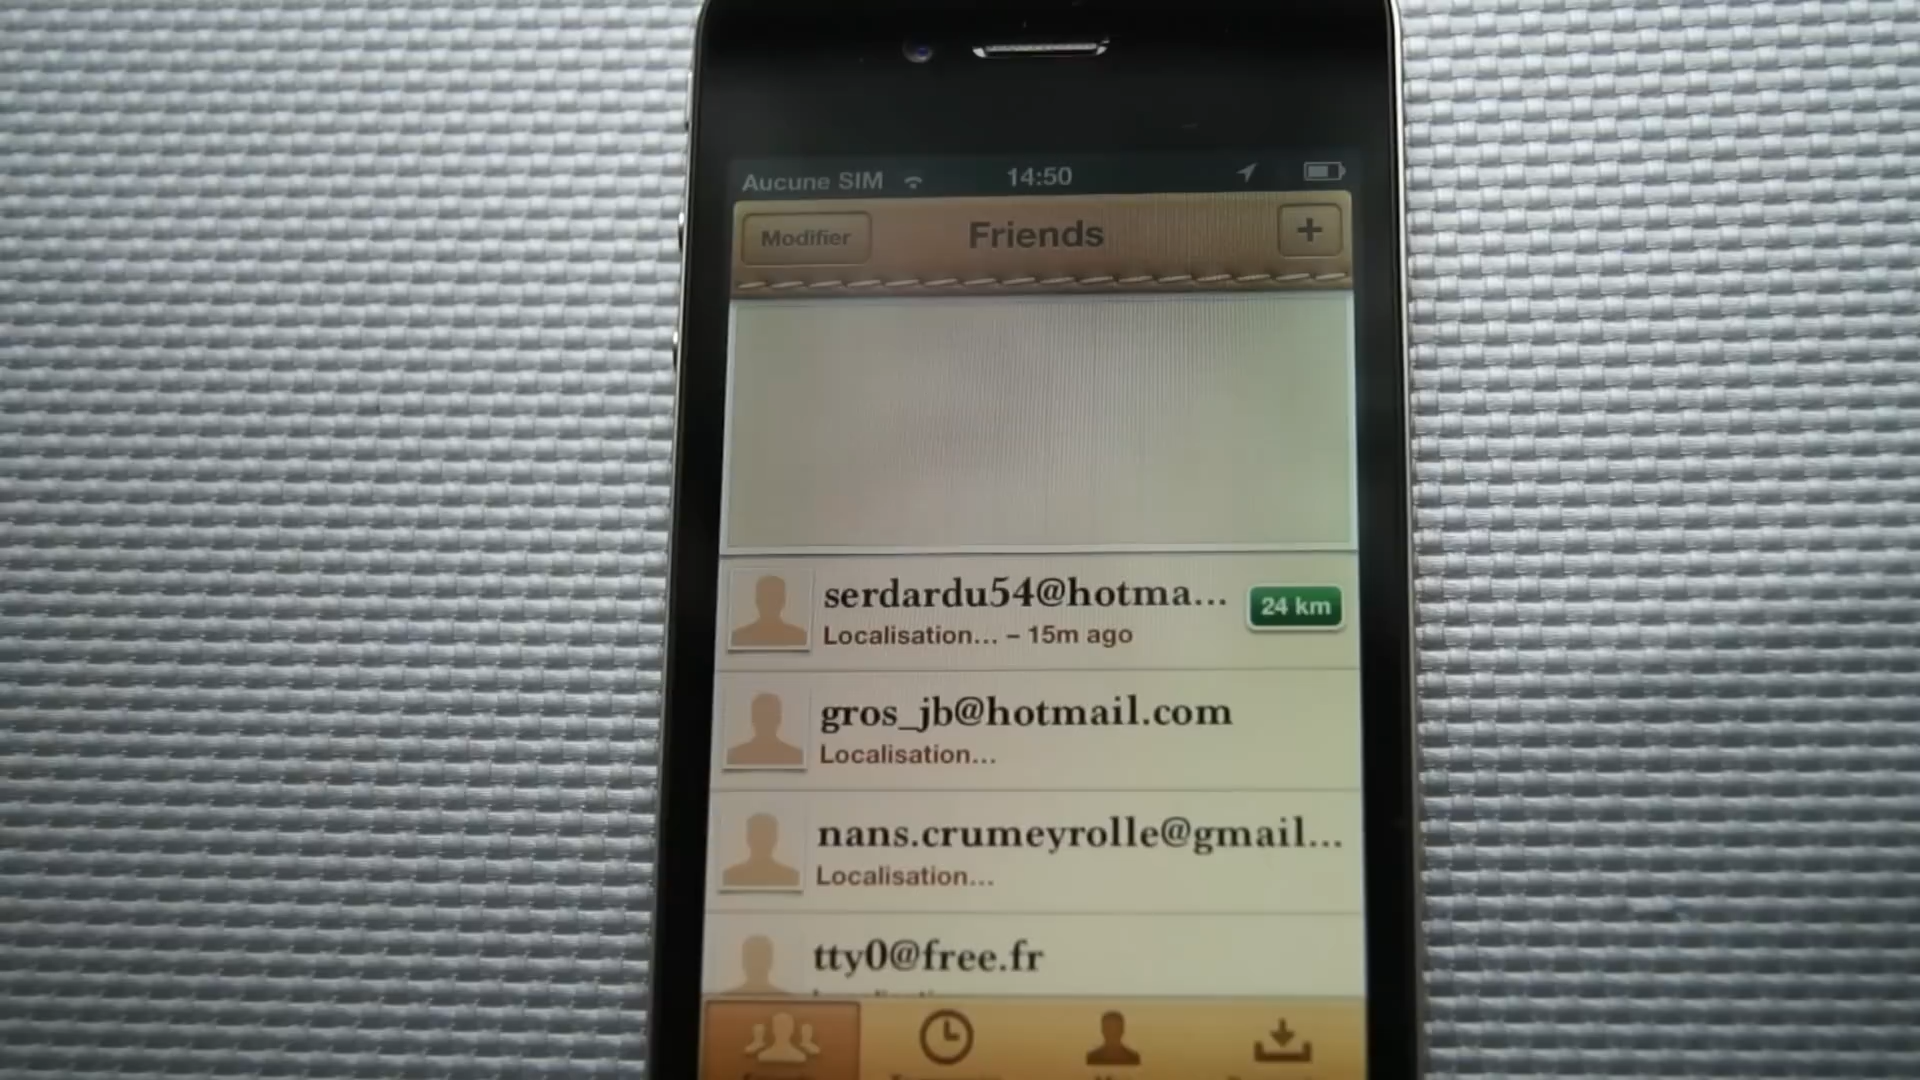 Aucune SIM 14:50
Modifier Friends +
serdardu54@hotma... 24 km
Localisation... – 15m ago
gros_jb@hotmail.com
Localisation...
nans.crumeyrolle@gmail...
Localisation...
tty0@free.fr